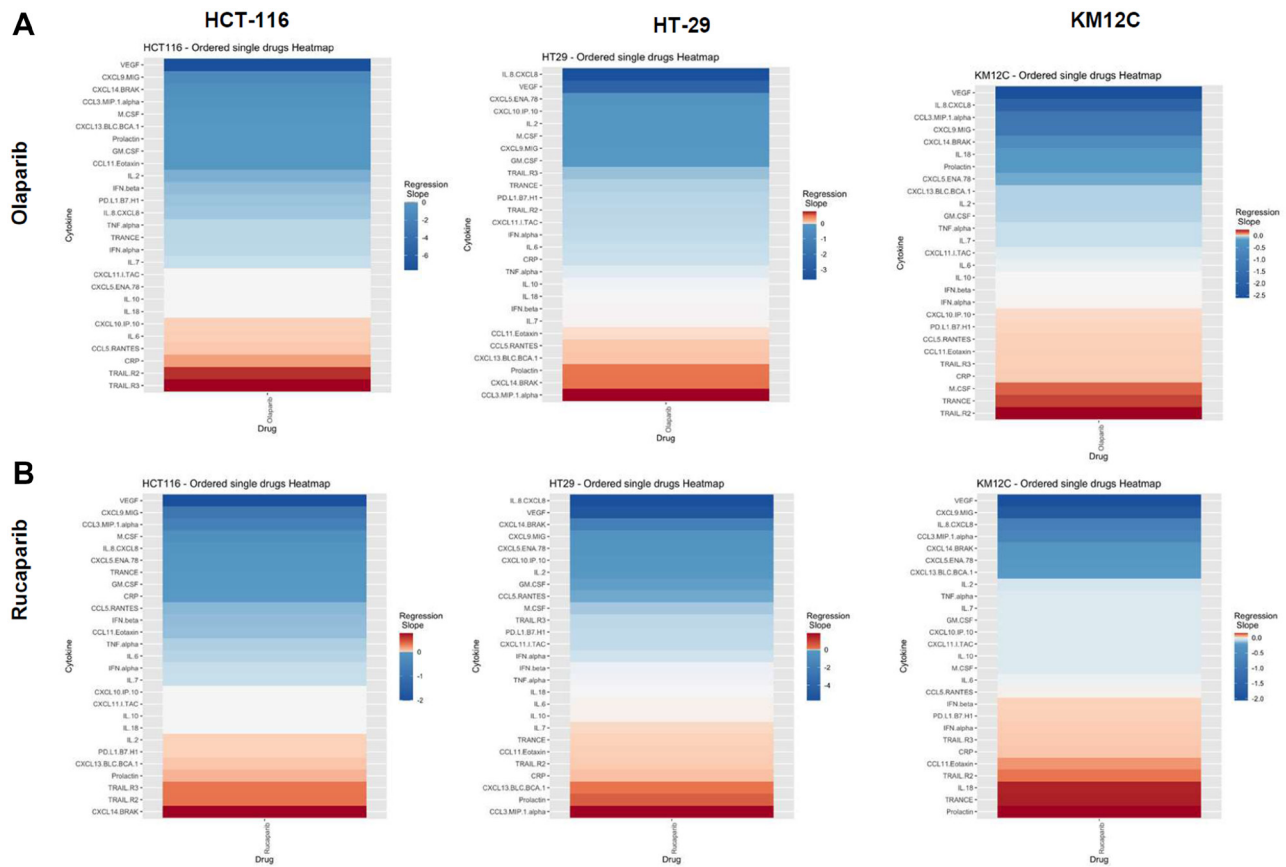 A
HCT-116
HT-29
KM12C
Olaparib
HCT116 - Ordered single drugs Heatmap
VEGF
CXCL9.MIG
CXCL14.BRAK
CCL3.MIP.1.alpha
M.CSF
CXCL13.BLC.BCA.1
Prolactin
GM.CSF
CCL11.Eotaxin
IL.2
IFN.beta
PD.L1.B7.H1
IL.8.CXCL8
TNF.alpha
TRANCE
IFN.alpha
IL.7
CXCL11.I.TAC
CXCL5.ENA.78
IL.10
IL.18
CXCL10.IP.10
IL.6
CCL5.RANTES
CRP
TRAIL.R2
TRAIL.R3
Cytokine
Olaparib
Drug
Regression
Slope
0
-2
-4
-6
HT29 - Ordered single drugs Heatmap
IL.8.CXCL8
VEGF
CXCL5.ENA.78
CXCL10.IP.10
IL.2
M.CSF
CXCL9.MIG
GM.CSF
TRAIL.R3
TRANCE
PD.L1.B7.H1
TRAIL.R2
CXCL11.I.TAC
IFN.alpha
IL.6
CRP
TNF.alpha
IL.10
IL.18
IFN.beta
IL.7
CCL11.Eotaxin
CCL5.RANTES
CXCL13.BLC.BCA.1
Prolactin
CXCL14.BRAK
CCL3.MIP.1.alpha
Cytokine
Olaparib
Drug
Regression
Slope
0
-1
-2
-3
KM12C - Ordered single drugs Heatmap
VEGF
IL.8.CXCL8
CCL3.MIP.1.alpha
CXCL9.MIG
CXCL14.BRAK
IL.18
Prolactin
CXCL5.ENA.78
CXCL13.BLC.BCA.1
IL.2
GM.CSF
TNF.alpha
IL.7
CXCL11.I.TAC
IL.6
IL.10
IFN.beta
IFN.alpha
CXCL10.IP.10
PD.L1.B7.H1
CCL5.RANTES
CCL11.Eotaxin
TRAIL.R3
CRP
M.CSF
TRANCE
TRAIL.R2
Cytokine
Olaparib
Drug
Regression
Slope
0.0
-0.5
-1.0
-1.5
-2.0
-2.5
B
Rucaparib
HCT116 - Ordered single drugs Heatmap
VEGF
CXCL9.MIG
CCL3.MIP.1.alpha
M.CSF
IL.8.CXCL8
CXCL5.ENA.78
TRANCE
GM.CSF
CRP
CCL5.RANTES
IFN.beta
CCL11.Eotaxin
TNF.alpha
IL.6
IFN.alpha
IL.7
CXCL10.IP.10
CXCL11.I.TAC
IL.10
IL.18
IL.2
PD.L1.B7.H1
CXCL13.BLC.BCA.1
Prolactin
TRAIL.R3
TRAIL.R2
CXCL14.BRAK
Cytokine
Rucaparib
Drug
Regression
Slope
0
-2
HT29 - Ordered single drugs Heatmap
IL.8.CXCL8
VEGF
CXCL14.BRAK
CXCL9.MIG
CXCL5.ENA.78
CXCL10.IP.10
IL.2
GM.CSF
CCL5.RANTES
M.CSF
TRAIL.R3
PD.L1.B7.H1
CXCL11.I.TAC
IFN.alpha
IFN.beta
TNF.alpha
IL.18
IL.6
IL.10
IL.7
TRANCE
CCL11.Eotaxin
TRAIL.R2
CRP
CXCL13.BLC.BCA.1
Prolactin
CCL3.MIP.1.alpha
Cytokine
Rucaparib
Drug
Regression
Slope
0
-2
-4
KM12C - Ordered single drugs Heatmap
VEGF
CXCL9.MIG
IL.8.CXCL8
CCL3.MIP.1.alpha
CXCL14.BRAK
CXCL5.ENA.78
CXCL13.BLC.BCA.1
IL.2
TNF.alpha
IL.7
GM.CSF
CXCL10.IP.10
CXCL11.I.TAC
IL.10
M.CSF
IL.6
CCL5.RANTES
IFN.beta
PD.L1.B7.H1
IFN.alpha
TRAIL.R3
CRP
CCL11.Eotaxin
TRAIL.R2
IL.18
TRANCE
Prolactin
Cytokine
Rucaparib
Drug
Regression
Slope
0.0
-0.5
-1.0
-1.5
-2.0